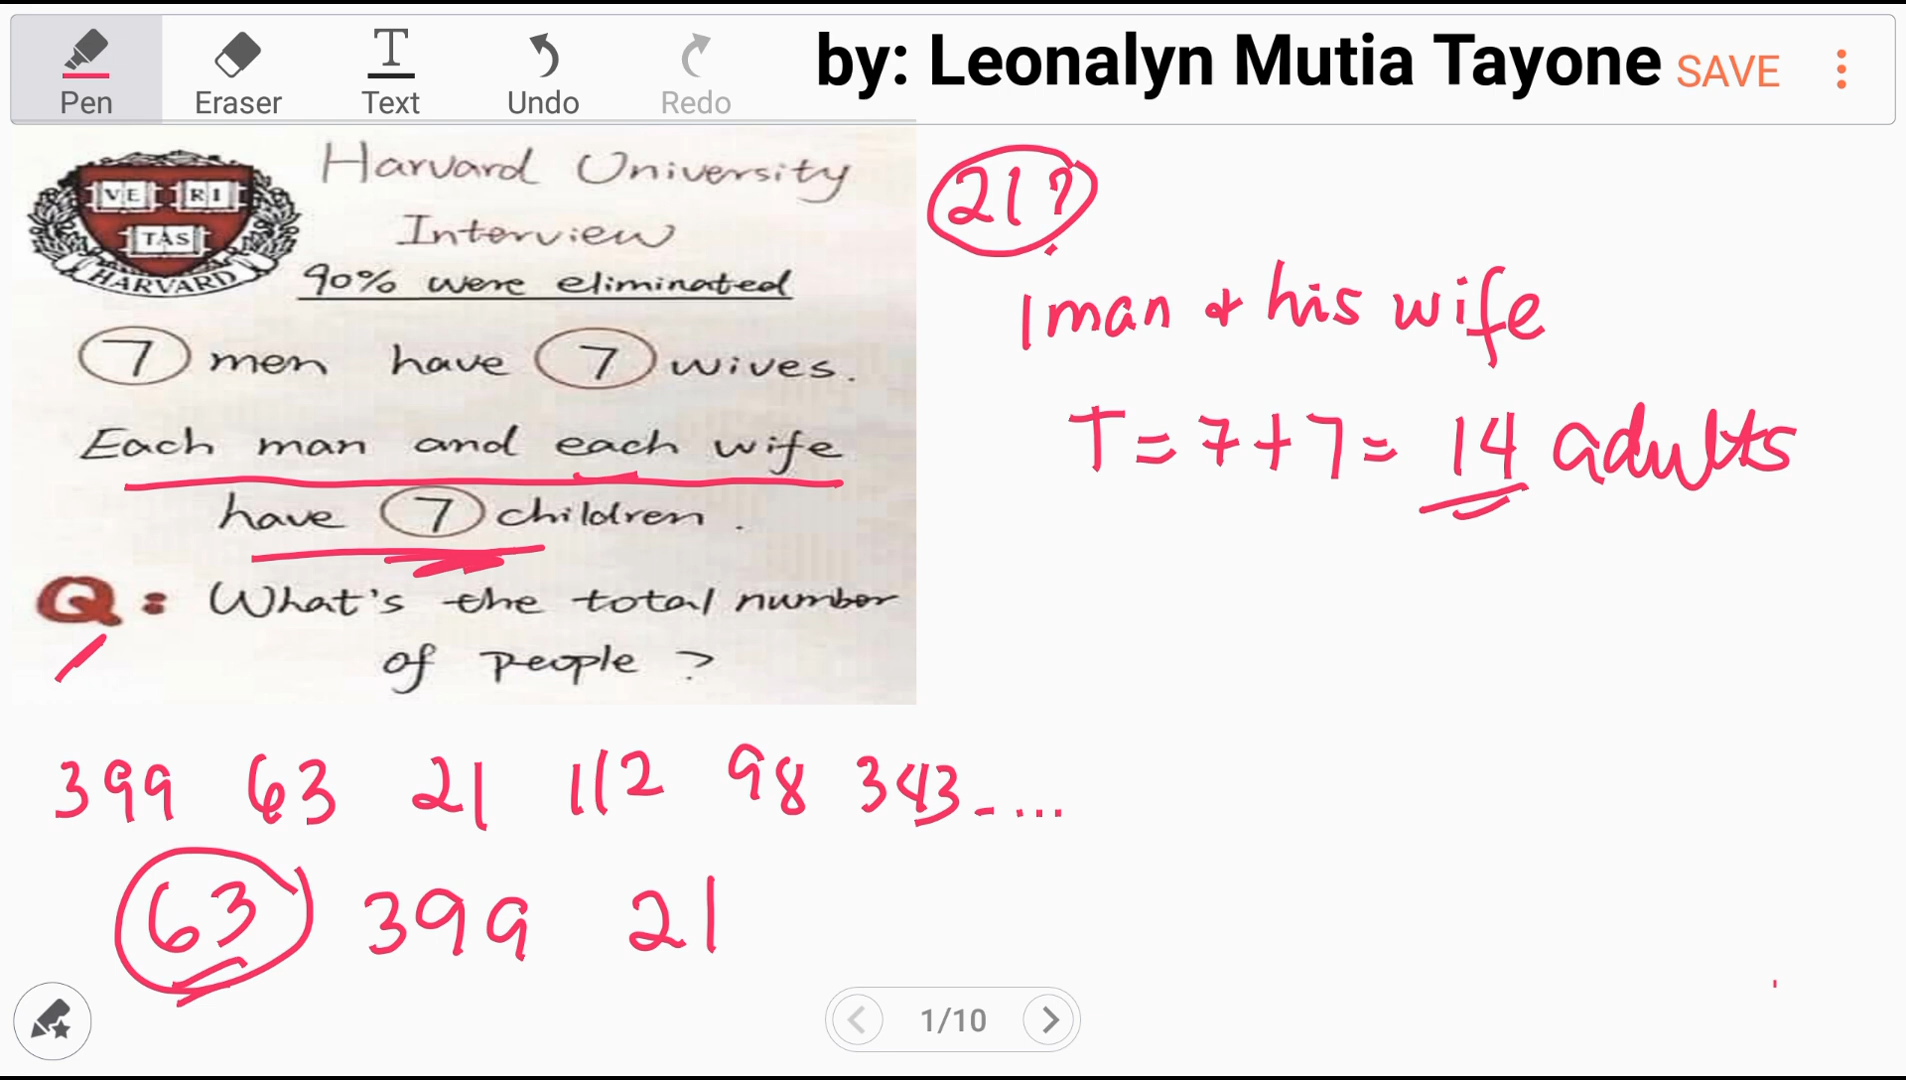 Pen
Eraser
Text
Undo
Redo
by: Leonalyn Mutia Tayone
SAVE
VE RI
TAS
HARVARD
Harvard University
Interview
90% were eliminated
7 men have 7 wives.
Each man and each wife
have 7 children.
Q: What's the total number
of people?
21?
1 man & his wife
T = 7 + 7 = 14 adults
399 63 21 112 98 343- ...
63 399 21
1/10